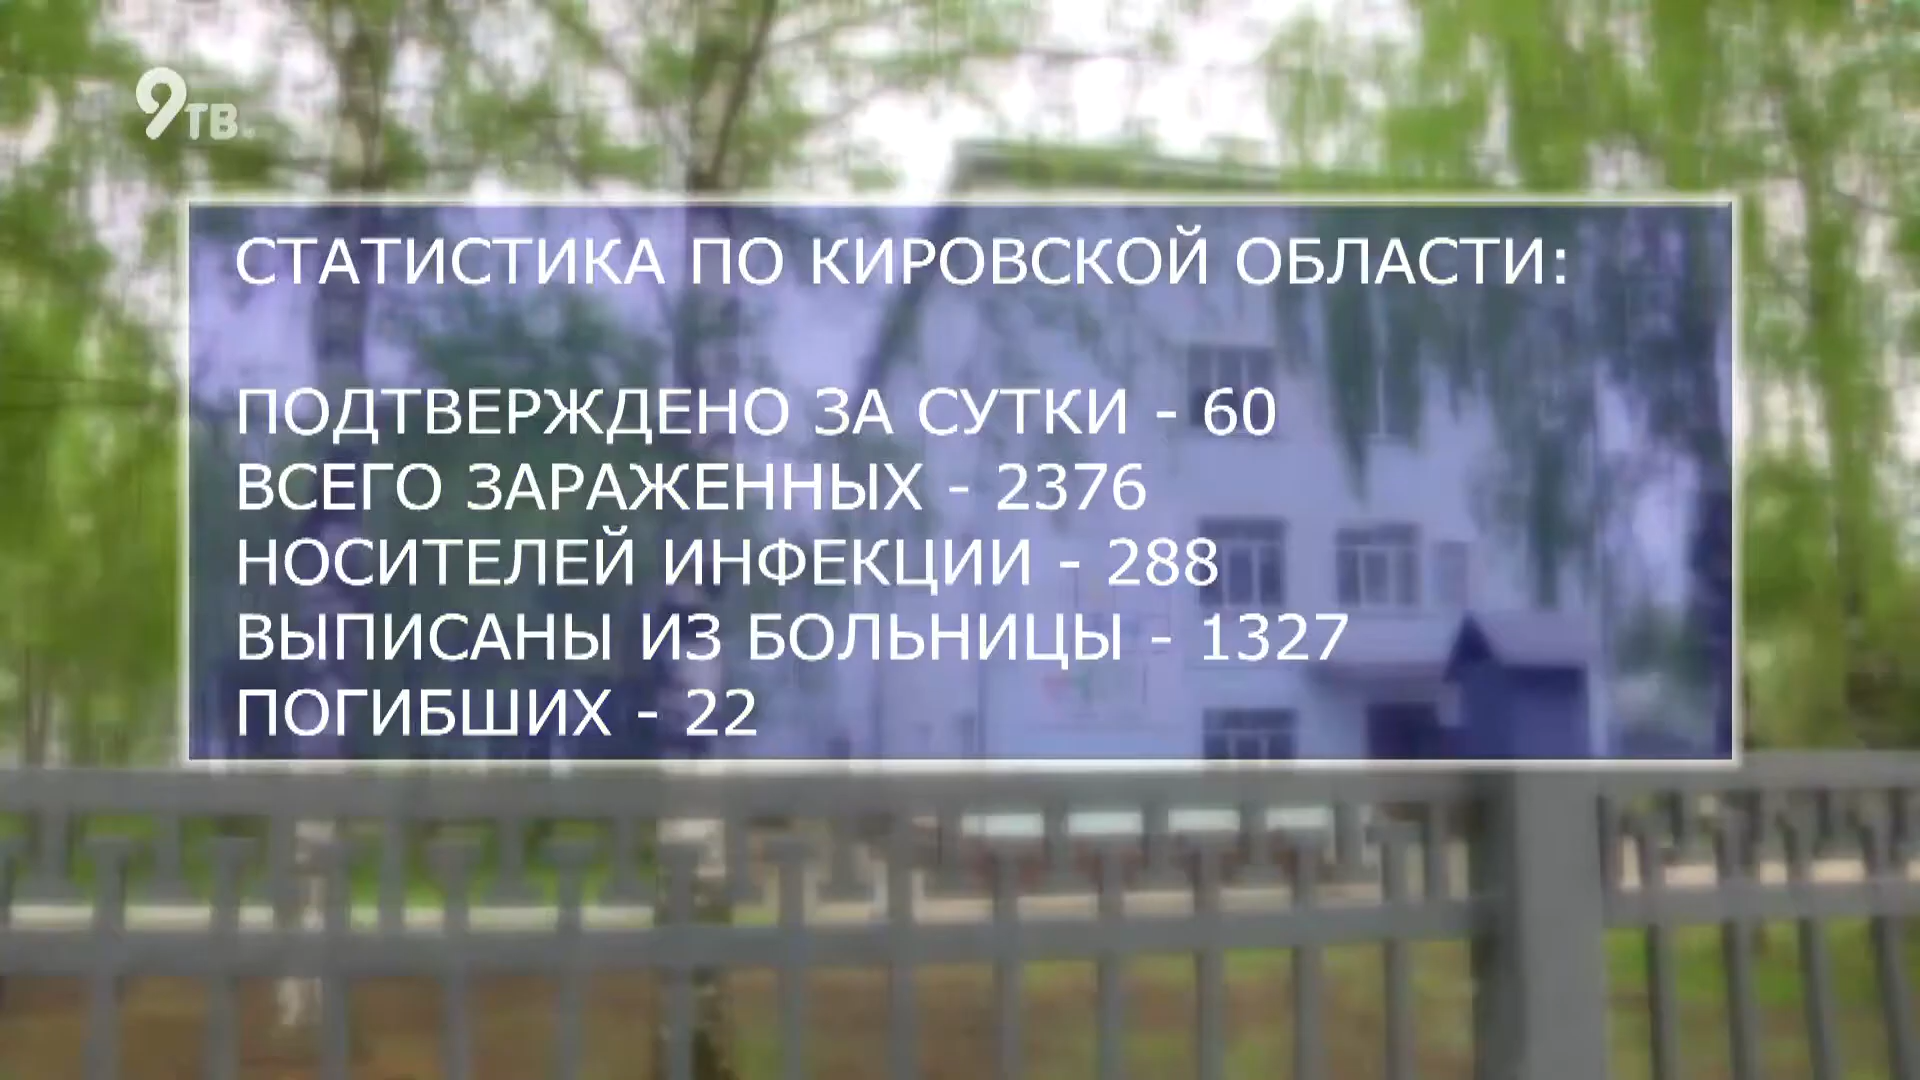 9ТВ
СТАТИСТИКА ПО КИРОВСКОЙ ОБЛАСТИ:
ПОДТВЕРЖДЕНО ЗА СУТКИ - 60
ВСЕГО ЗАРАЖЕННЫХ - 2376
НОСИТЕЛЕЙ ИНФЕКЦИИ - 288
ВЫПИСАНЫ ИЗ БОЛЬНИЦЫ - 1327
ПОГИБШИХ - 22